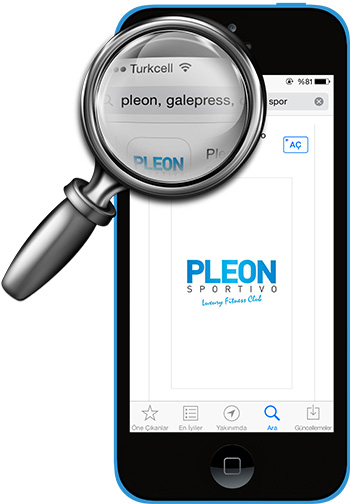 Turkcell
%81
pleon, galepress, spor
AÇ
PLEON
PLEON
SPORTIVO
Luxury Fitness Club
Öne Çıkanlar
En İyiler
Yakınımda
Ara
Güncellemeler